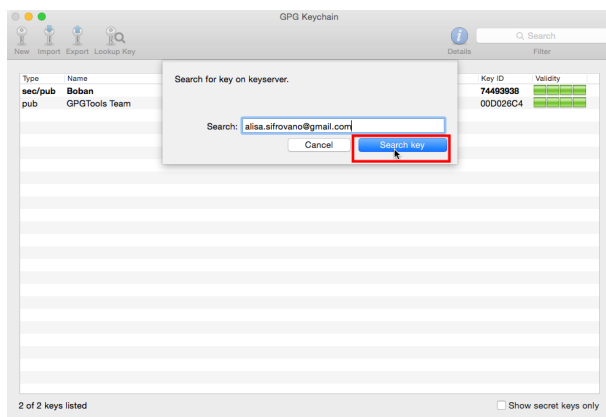 GPG Keychain
New Import Export Lookup Key
Details
Search
Filter
Type Name Key ID Validity
sec/pub Boban 74493938
pub GPGTools Team 00D026C4
Search for key on keyserver.
Search: alisa.sifrovano@gmail.com
Cancel Search key
2 of 2 keys listed
Show secret keys only